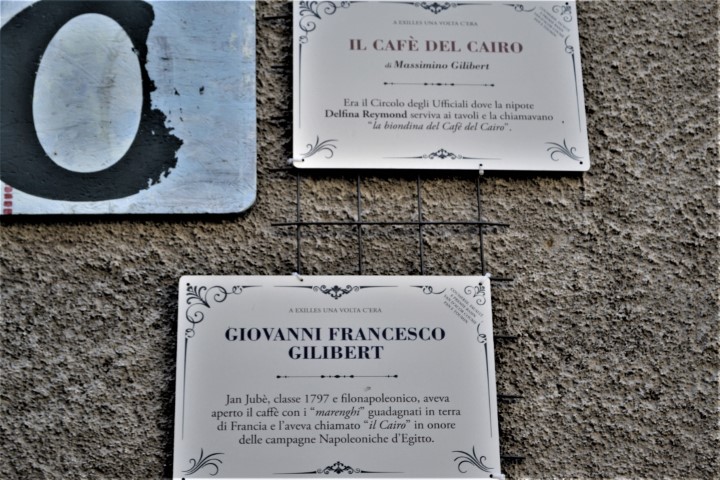 O
A EXILLES UNA VOLTA C'ERA
IL CAFÈ DEL CAIRO
di Massimino Gilibert
Era il Circolo degli Ufficiali dove la nipote
Delfina Reymond serviva ai tavoli e la chiamavano
"la biondina del Cafè del Cairo".
A EXILLES UNA VOLTA C'ERA
GIOVANNI FRANCESCO
GILIBERT
Jan Jubè, classe 1797 e filonapoleonico, aveva
aperto il caffè con i "marenghi" guadagnati in terra
di Francia e l'aveva chiamato "il Cairo" in onore
delle campagne Napoleoniche d'Egitto.